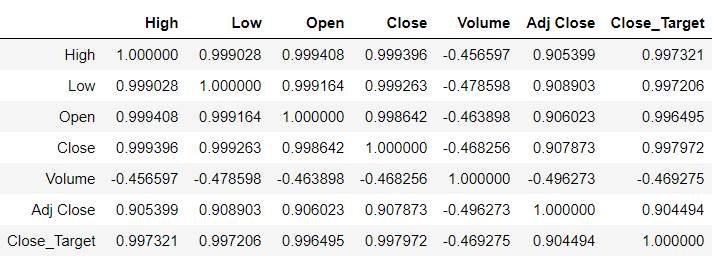 High Low Open Close Volume Adj Close Close_Target
High 1.000000 0.999028 0.999408 0.999396 -0.456597 0.905399 0.997321
Low 0.999028 1.000000 0.999164 0.999263 -0.478598 0.908903 0.997206
Open 0.999408 0.999164 1.000000 0.998642 -0.463898 0.906023 0.996495
Close 0.999396 0.999263 0.998642 1.000000 -0.468256 0.907873 0.997972
Volume -0.456597 -0.478598 -0.463898 -0.468256 1.000000 -0.496273 -0.469275
Adj Close 0.905399 0.908903 0.906023 0.907873 -0.496273 1.000000 0.904494
Close_Target 0.997321 0.997206 0.996495 0.997972 -0.469275 0.904494 1.000000